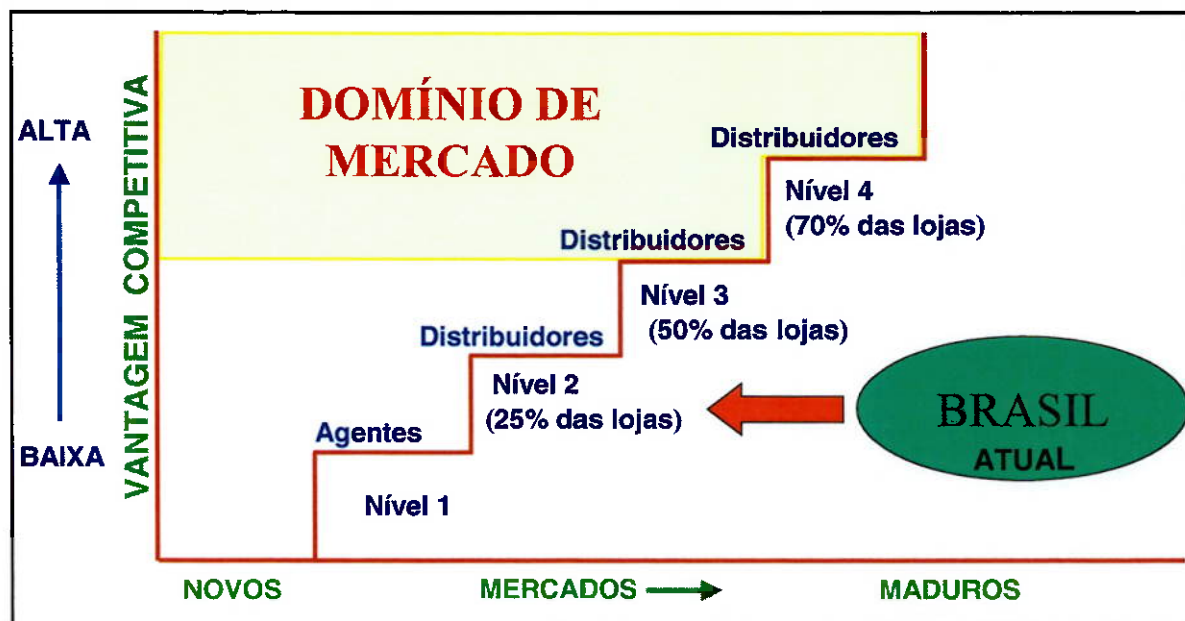 DOMÍNIO DE
MERCADO
ALTA
BAIXA
VANTAGEM COMPETITIVA
Distribuidores
Nível 4
(70% das lojas)
Distribuidores
Nível 3
(50% das lojas)
Distribuidores
Nível 2
(25% das lojas)
Agentes
Nível 1
BRASIL
ATUAL
NOVOS
MERCADOS
MADUROS